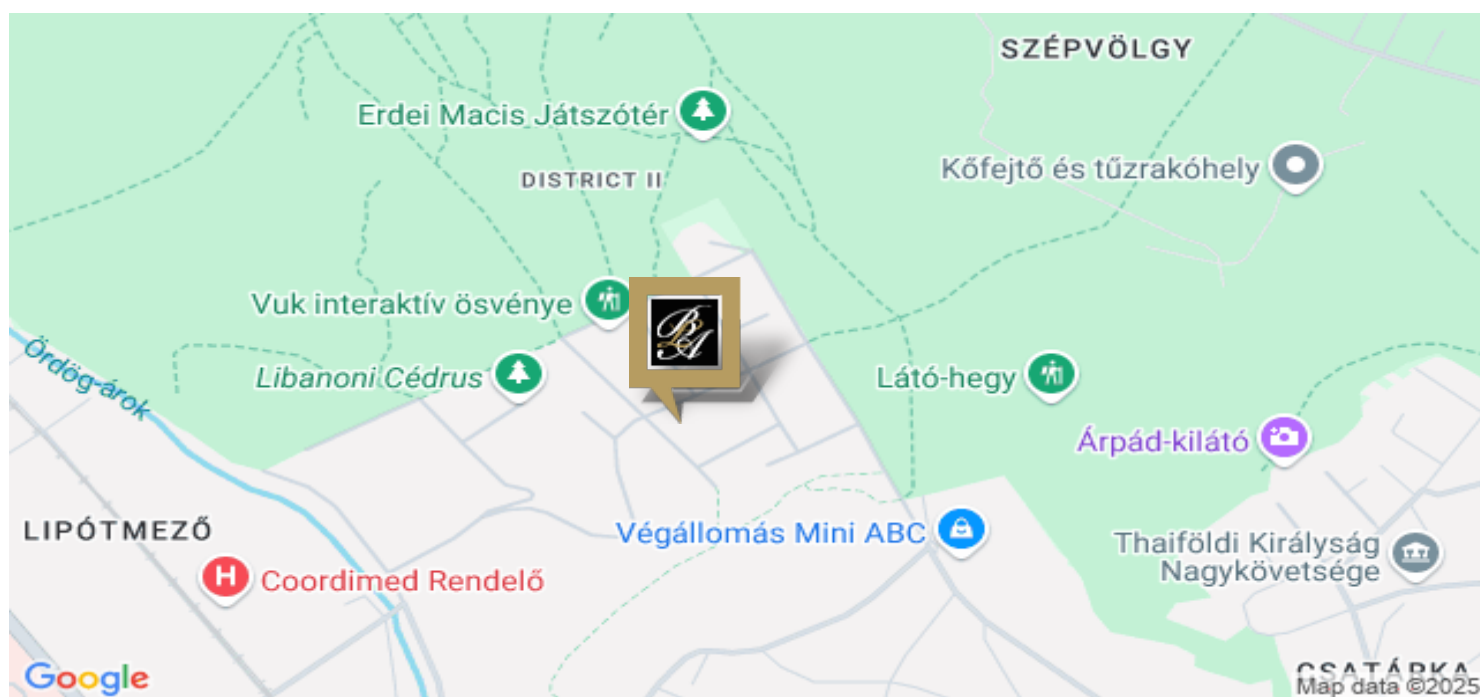 SZÉPVÖLGY
Erdei Macis Játszótér
Kőfejtő és tűzrakóhely
DISTRICT II
Vuk interaktív ösvénye
BLA
Ördög-árok
Libanoni Cédrus
Látó-hegy
Árpád-kilátó
LIPÓTMEZŐ
Végállomás Mini ABC
Thaiföldi Királyság
Nagykövetsége
H Coordimed Rendelő
CSATÁRKA
Google
Map data ©2025